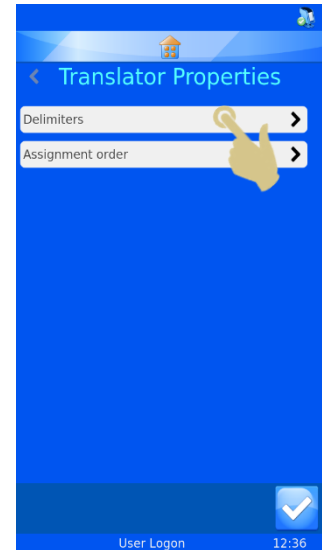 Translator Properties
Delimiters
Assignment order
User Logon 12:36